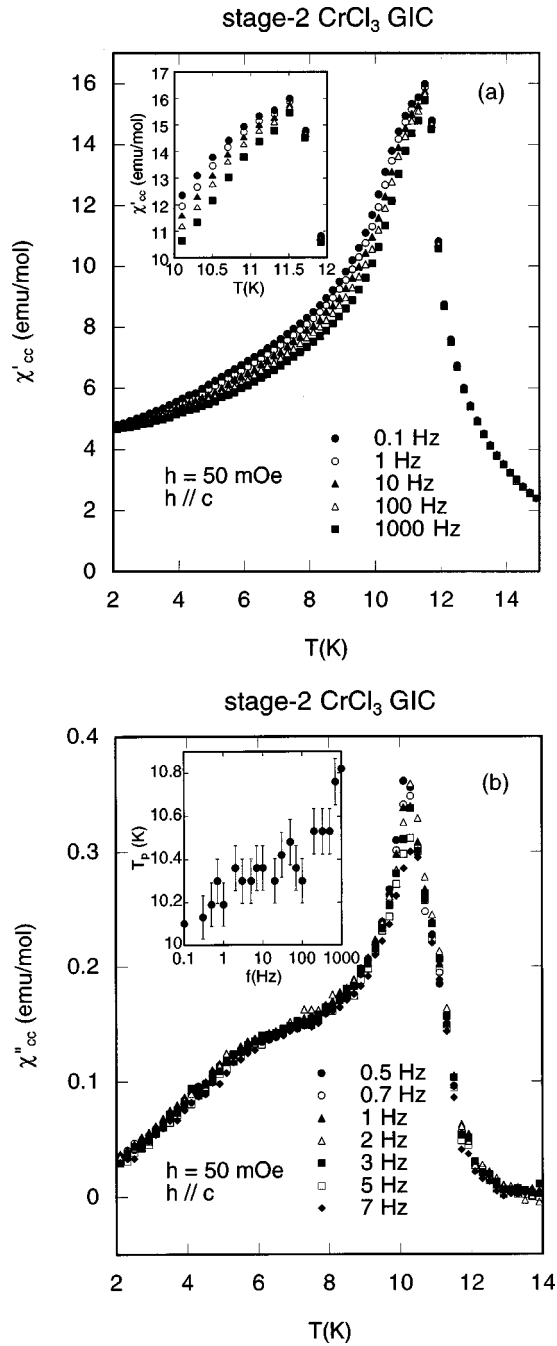 stage-2 CrCl3 GIC
(a)
χ'cc (emu/mol)
18
16
14
12
10
8
6
4
2
0
2 4 6 8 10 12 14
T(K)
χ'cc (emu/mol)
17
16
15
14
13
12
11
10
10 10.5 11 11.5 12
T(K)
h = 50 mOe
h // c
0.1 Hz
1 Hz
10 Hz
100 Hz
1000 Hz
stage-2 CrCl3 GIC
(b)
χ"cc (emu/mol)
0.4
0.3
0.2
0.1
0
2 4 6 8 10 12 14
T(K)
Tp (K)
10.8
10.6
10.4
10.2
10
0.1 1 10 100 1000
f(Hz)
h = 50 mOe
h // c
0.5 Hz
0.7 Hz
1 Hz
2 Hz
3 Hz
5 Hz
7 Hz